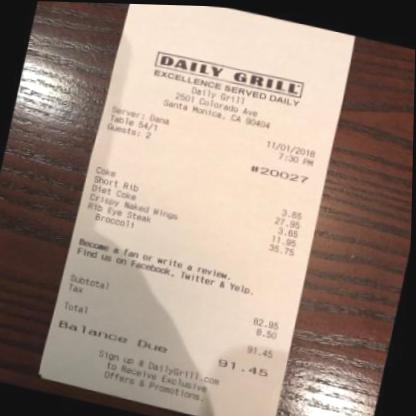 DAILY GRILL
EXCELLENCE SERVED DAILY
Daily Grill
2501 Colorado Ave
Santa Monica, CA 90404
Server: Dana 11/01/2018
Table 54/1 7:30 PM
Guests: 2
#20027
Coke 3.65
Short Rib 27.95
Diet Coke 3.65
Crispy Naked Wings 11.95
Rib Eye Steak 35.75
Broccoli
Become a fan or write a review.
Find us on Facebook, Twitter & Yelp.
Subtotal 82.95
Tax 8.50
Total 91.45
Balance Due 91.45
Sign up @ DailyGrill.com
to Receive Exclusive
Offers & Promotions.